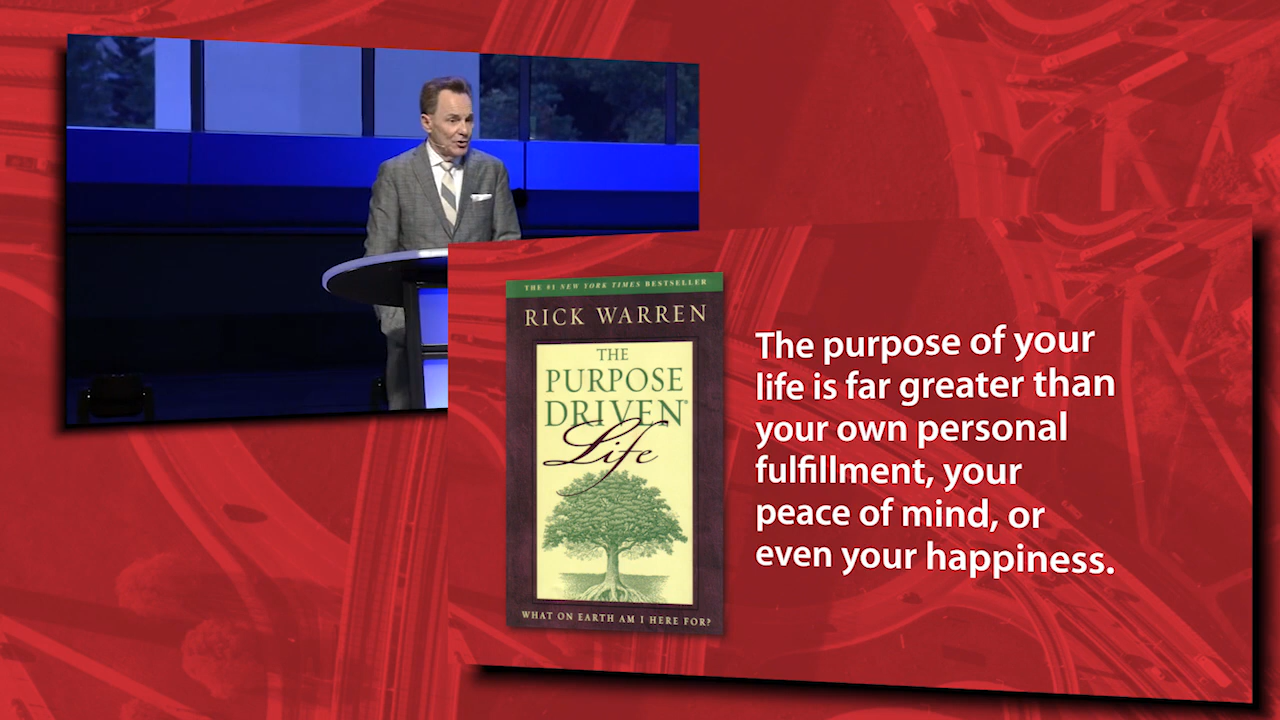 THE #1 NEW YORK TIMES BESTSELLER
RICK WARREN
THE
PURPOSE
DRIVEN®
Life
WHAT ON EARTH AM I HERE FOR?
The purpose of your
life is far greater than
your own personal
fulfillment, your
peace of mind, or
even your happiness.